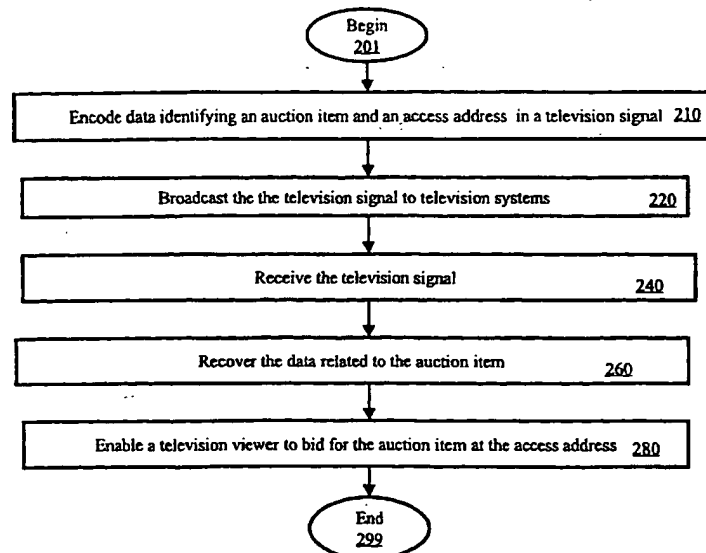 Begin
201
Encode data identifying an auction item and an access address in a television signal 210
Broadcast the the television signal to television systems 220
Receive the television signal 240
Recover the data related to the auction item 260
Enable a television viewer to bid for the auction item at the access address 280
End
299